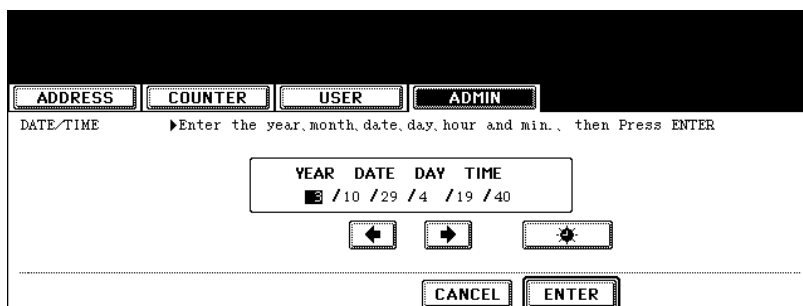 ADDRESS COUNTER USER ADMIN
DATE/TIME ▶Enter the year,month,date,day,hour and min., then Press ENTER
YEAR DATE DAY TIME
3 /10 /29 /4 /19 /40
CANCEL ENTER